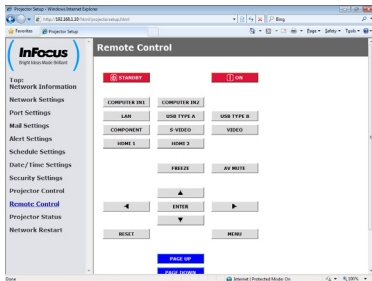 Projector Setup - Windows Internet Explorer
http://192.168.1.10/html/projectorsetup.html
Bing
Favorites
Projector Setup
Page
Safety
Tools
InFocus
Bright Ideas Made Brilliant
Top:
Network Information
Network Settings
Port Settings
Mail Settings
Alert Settings
Schedule Settings
Date/Time Settings
Security Settings
Projector Control
Remote Control
Projector Status
Network Restart
Remote Control
STANDBY
ON
COMPUTER IN1
COMPUTER IN2
LAN
USB TYPE A
USB TYPE B
COMPONENT
S-VIDEO
VIDEO
HDMI 1
HDMI 2
FREEZE
AV MUTE
▲
◄
ENTER
►
▼
RESET
MENU
PAGE UP
PAGE DOWN
Done
Internet | Protected Mode: On
100%